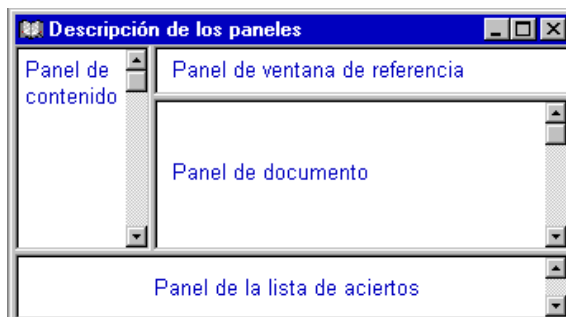 Descripción de los paneles
Panel de
contenido
Panel de ventana de referencia
Panel de documento
Panel de la lista de aciertos